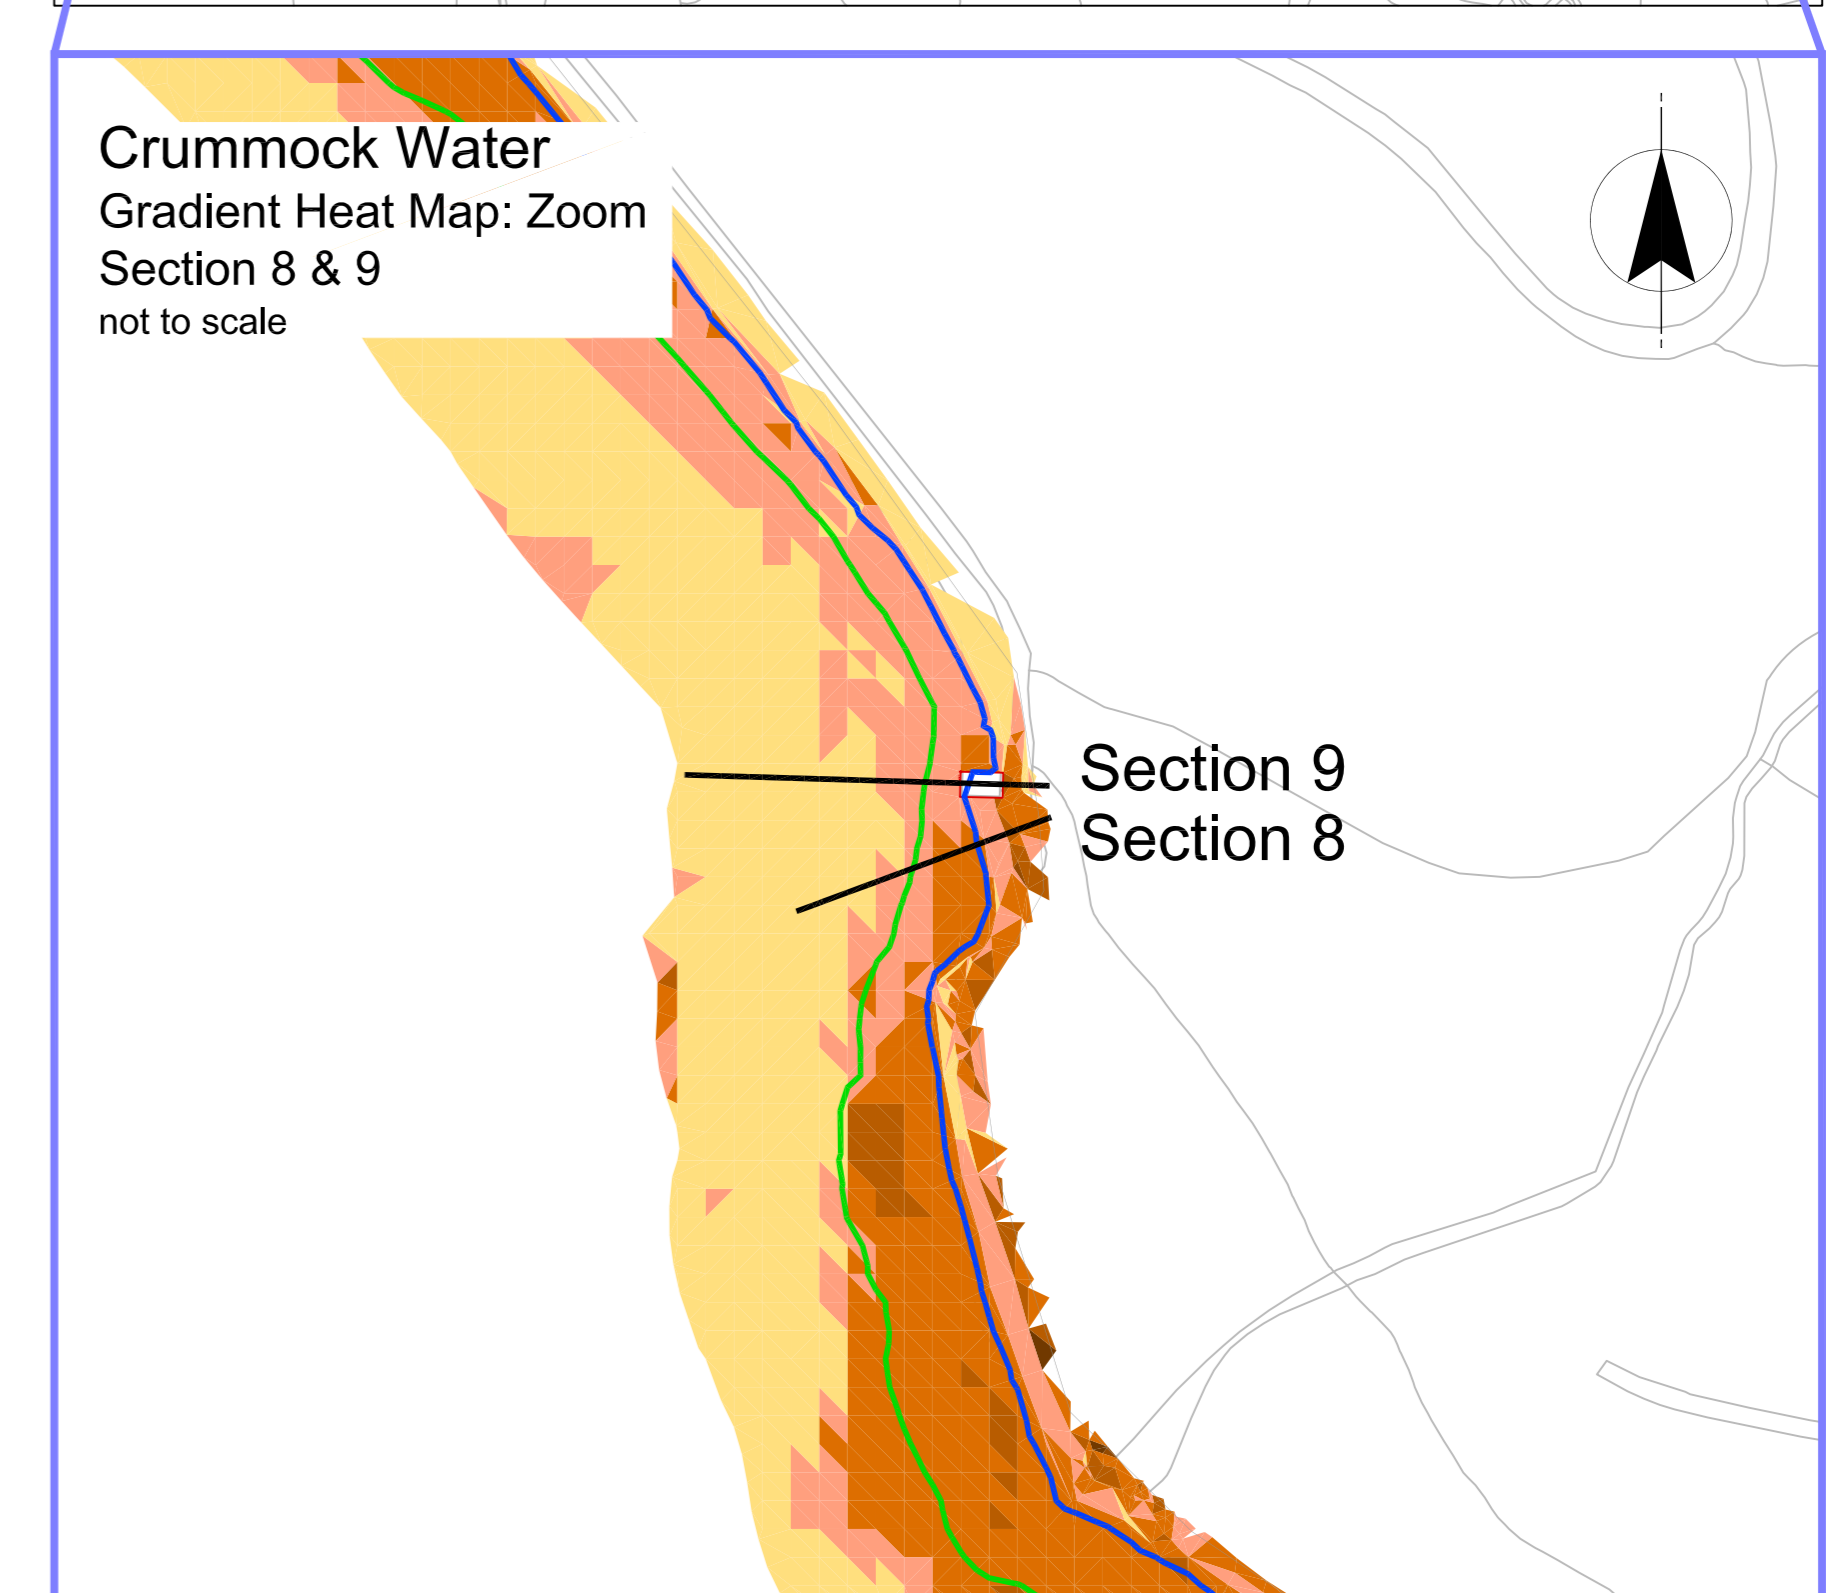 Crummock Water
Gradient Heat Map: Zoom
Section 8 & 9
not to scale
Section 9
Section 8